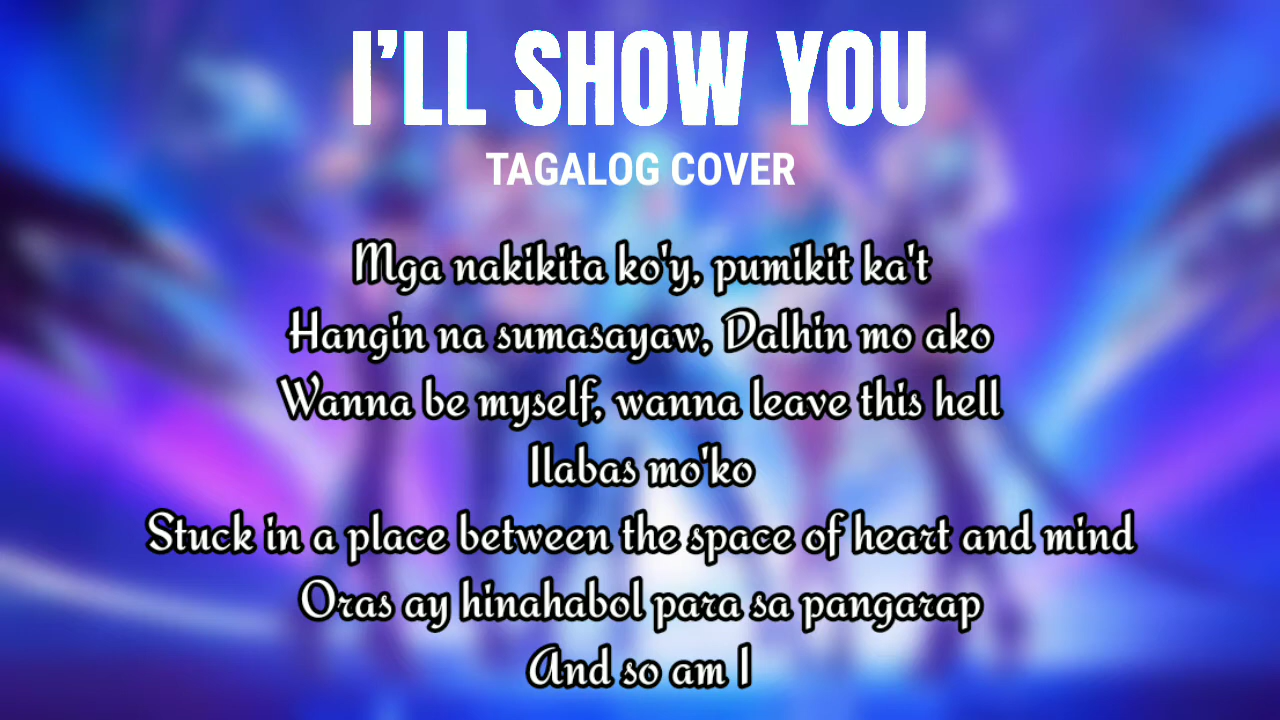 I'LL SHOW YOU
TAGALOG COVER
Mga nakikita ko'y, pumikit ka't
Hangin na sumasayaw, Dalhin mo ako
Wanna be myself, wanna leave this hell
Ilabas mo'ko
Stuck in a place between the space of heart and mind
Oras ay hinahabol para sa pangarap
And so am I